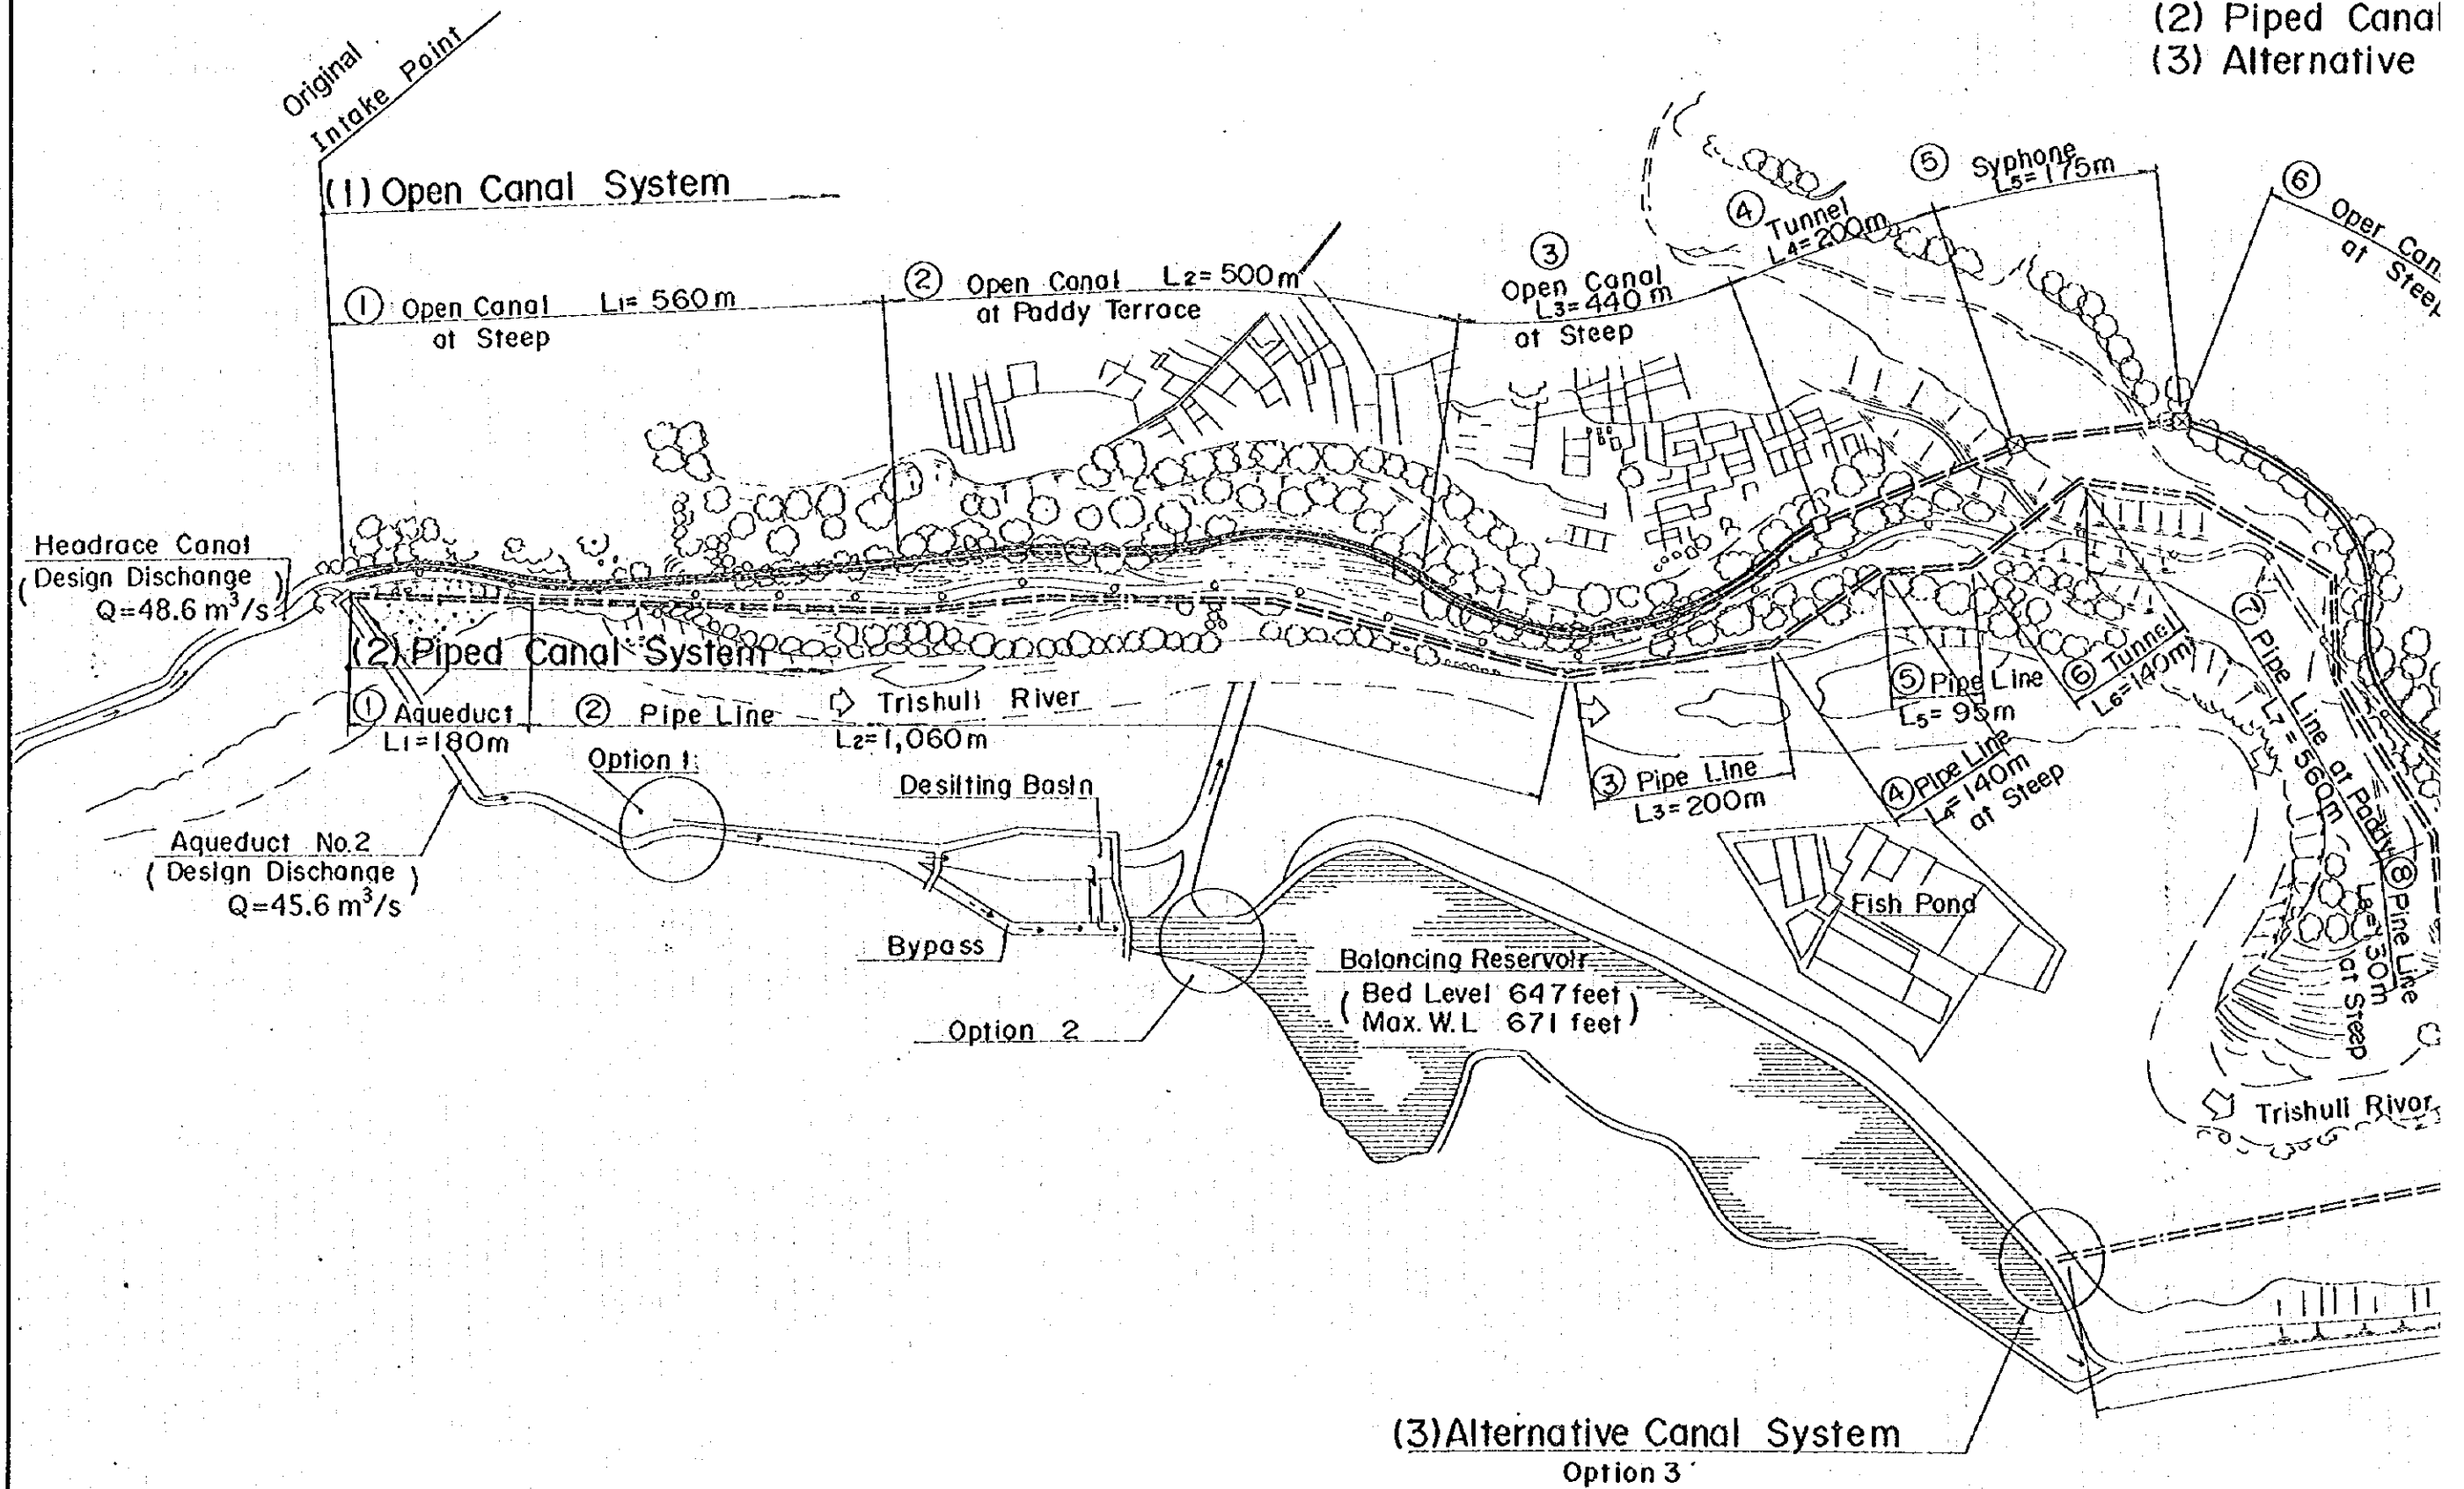 (2) Piped Canal
(3) Alternative
Original
Intake Point
(1) Open Canal System
① Open Canal L1= 560m
at Steep
② Open Canal L2= 500m
at Paddy Terrace
③
Open Canal
L3= 440m
at Steep
④ Tunnel
L4= 200m
⑤ Syphone
L5= 175m
⑥ Oper Can
at Steep
Headrace Canal
(Design Discharge)
Q=48.6 m³/s
(2) Piped Canal System
① Aqueduct
L1=180m
② Pipe Line
L2=1,060m
Trishuli River
③ Pipe Line
L3=200m
④ Pipe Line
L4=140m
at Steep
⑤ Pipe Line
L5= 95m
⑥ Tunnel
L6=140m
⑦ Pipe Line at Paddy
L7=560m
⑧ Pipe Line
L8=130m
at Steep
Option 1
Desilting Basin
Aqueduct No.2
(Design Discharge)
Q=45.6 m³/s
Bypass
Option 2
Balancing Reservoir
(Bed Level 647 feet
Max. W.L 671 feet)
Fish Pond
Trishuli River
(3) Alternative Canal System
Option 3